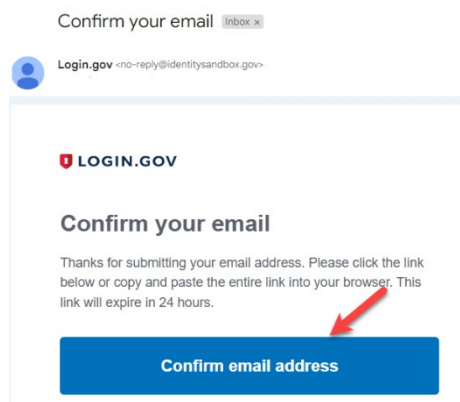 Confirm your email Inbox ×
Login.gov <no-reply@identitysandbox.gov>
LOGIN.GOV
Confirm your email
Thanks for submitting your email address. Please click the link
below or copy and paste the entire link into your browser. This
link will expire in 24 hours.
Confirm email address